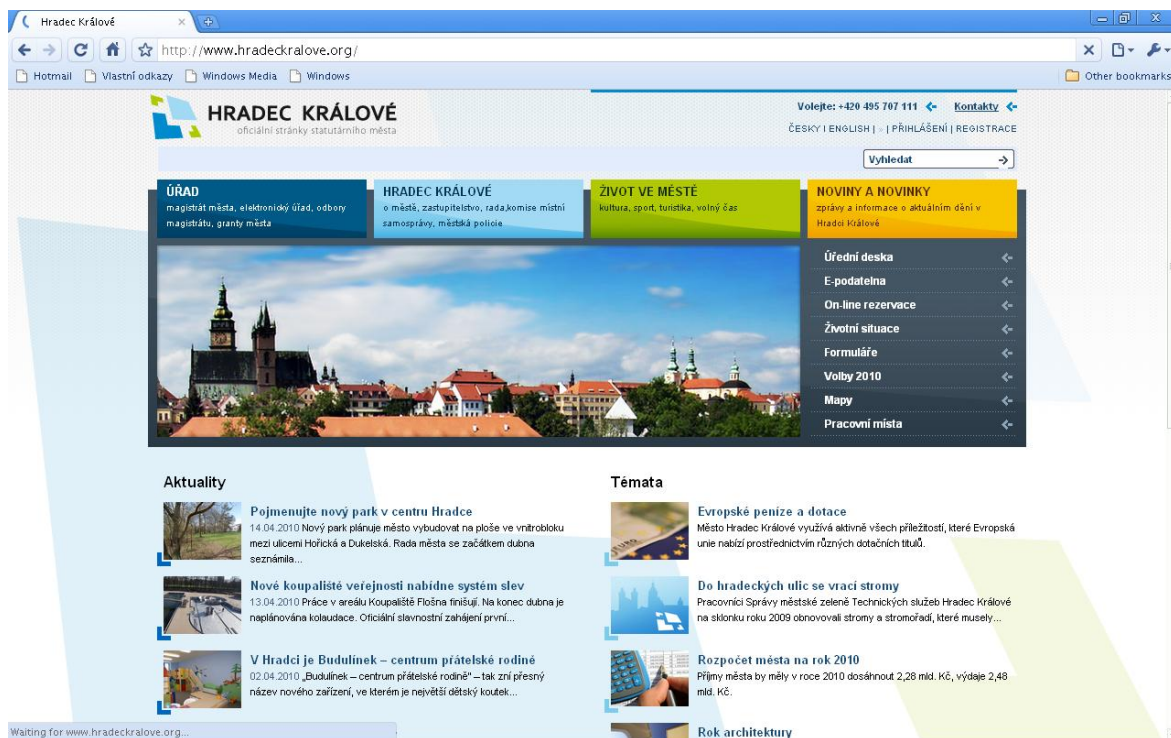 Hradec Králové
http://www.hradeckralove.org/
Hotmail Vlastní odkazy Windows Media Windows Other bookmarks
HRADEC KRÁLOVÉ
oficiální stránky statutárního města
Volejte: +420 495 707 111 Kontakty
ČESKY I ENGLISH | » | PŘIHLÁŠENÍ | REGISTRACE
Vyhledat
ÚŘAD
magistrát města, elektronický úřad, odbory
magistrátu, granty města
HRADEC KRÁLOVÉ
o městě, zastupitelstvo, rada,komise místní
samosprávy, městská policie
ŽIVOT VE MĚSTĚ
kultura, sport, turistika, volný čas
NOVINY A NOVINKY
zprávy a informace o aktuálním dění v
Hradci Králové
Úřední deska
E-podatelna
On-line rezervace
Životní situace
Formuláře
Volby 2010
Mapy
Pracovní místa
Aktuality
Pojmenujte nový park v centru Hradce
14.04.2010 Nový park plánuje město vybudovat na ploše ve vnitrobloku
mezi ulicemi Hořická a Dukelská. Rada města se začátkem dubna
seznámila...
Nové koupaliště veřejnosti nabídne systém slev
13.04.2010 Práce v areálu Koupaliště Flošna finišují. Na konec dubna je
naplánována kolaudace. Oficiální slavnostní zahájení první...
V Hradci je Budulínek – centrum přátelské rodině
02.04.2010 „Budulínek – centrum přátelské rodině“ – tak zní přesný
název nového zařízení, ve kterém je největší dětský koutek...
Témata
Evropské peníze a dotace
Město Hradec Králové využívá aktivně všech příležitostí, které Evropská
unie nabízí prostřednictvím různých dotačních titulů.
Do hradeckých ulic se vrací stromy
Pracovníci Správy městské zeleně Technických služeb Hradec Králové
na sklonku roku 2009 obnovovali stromy a stromořadí, které musely...
Rozpočet města na rok 2010
Příjmy města by měly v roce 2010 dosáhnout 2,28 mld. Kč, výdaje 2,48
mld. Kč.
Rok architektury
Waiting for www.hradeckralove.org...